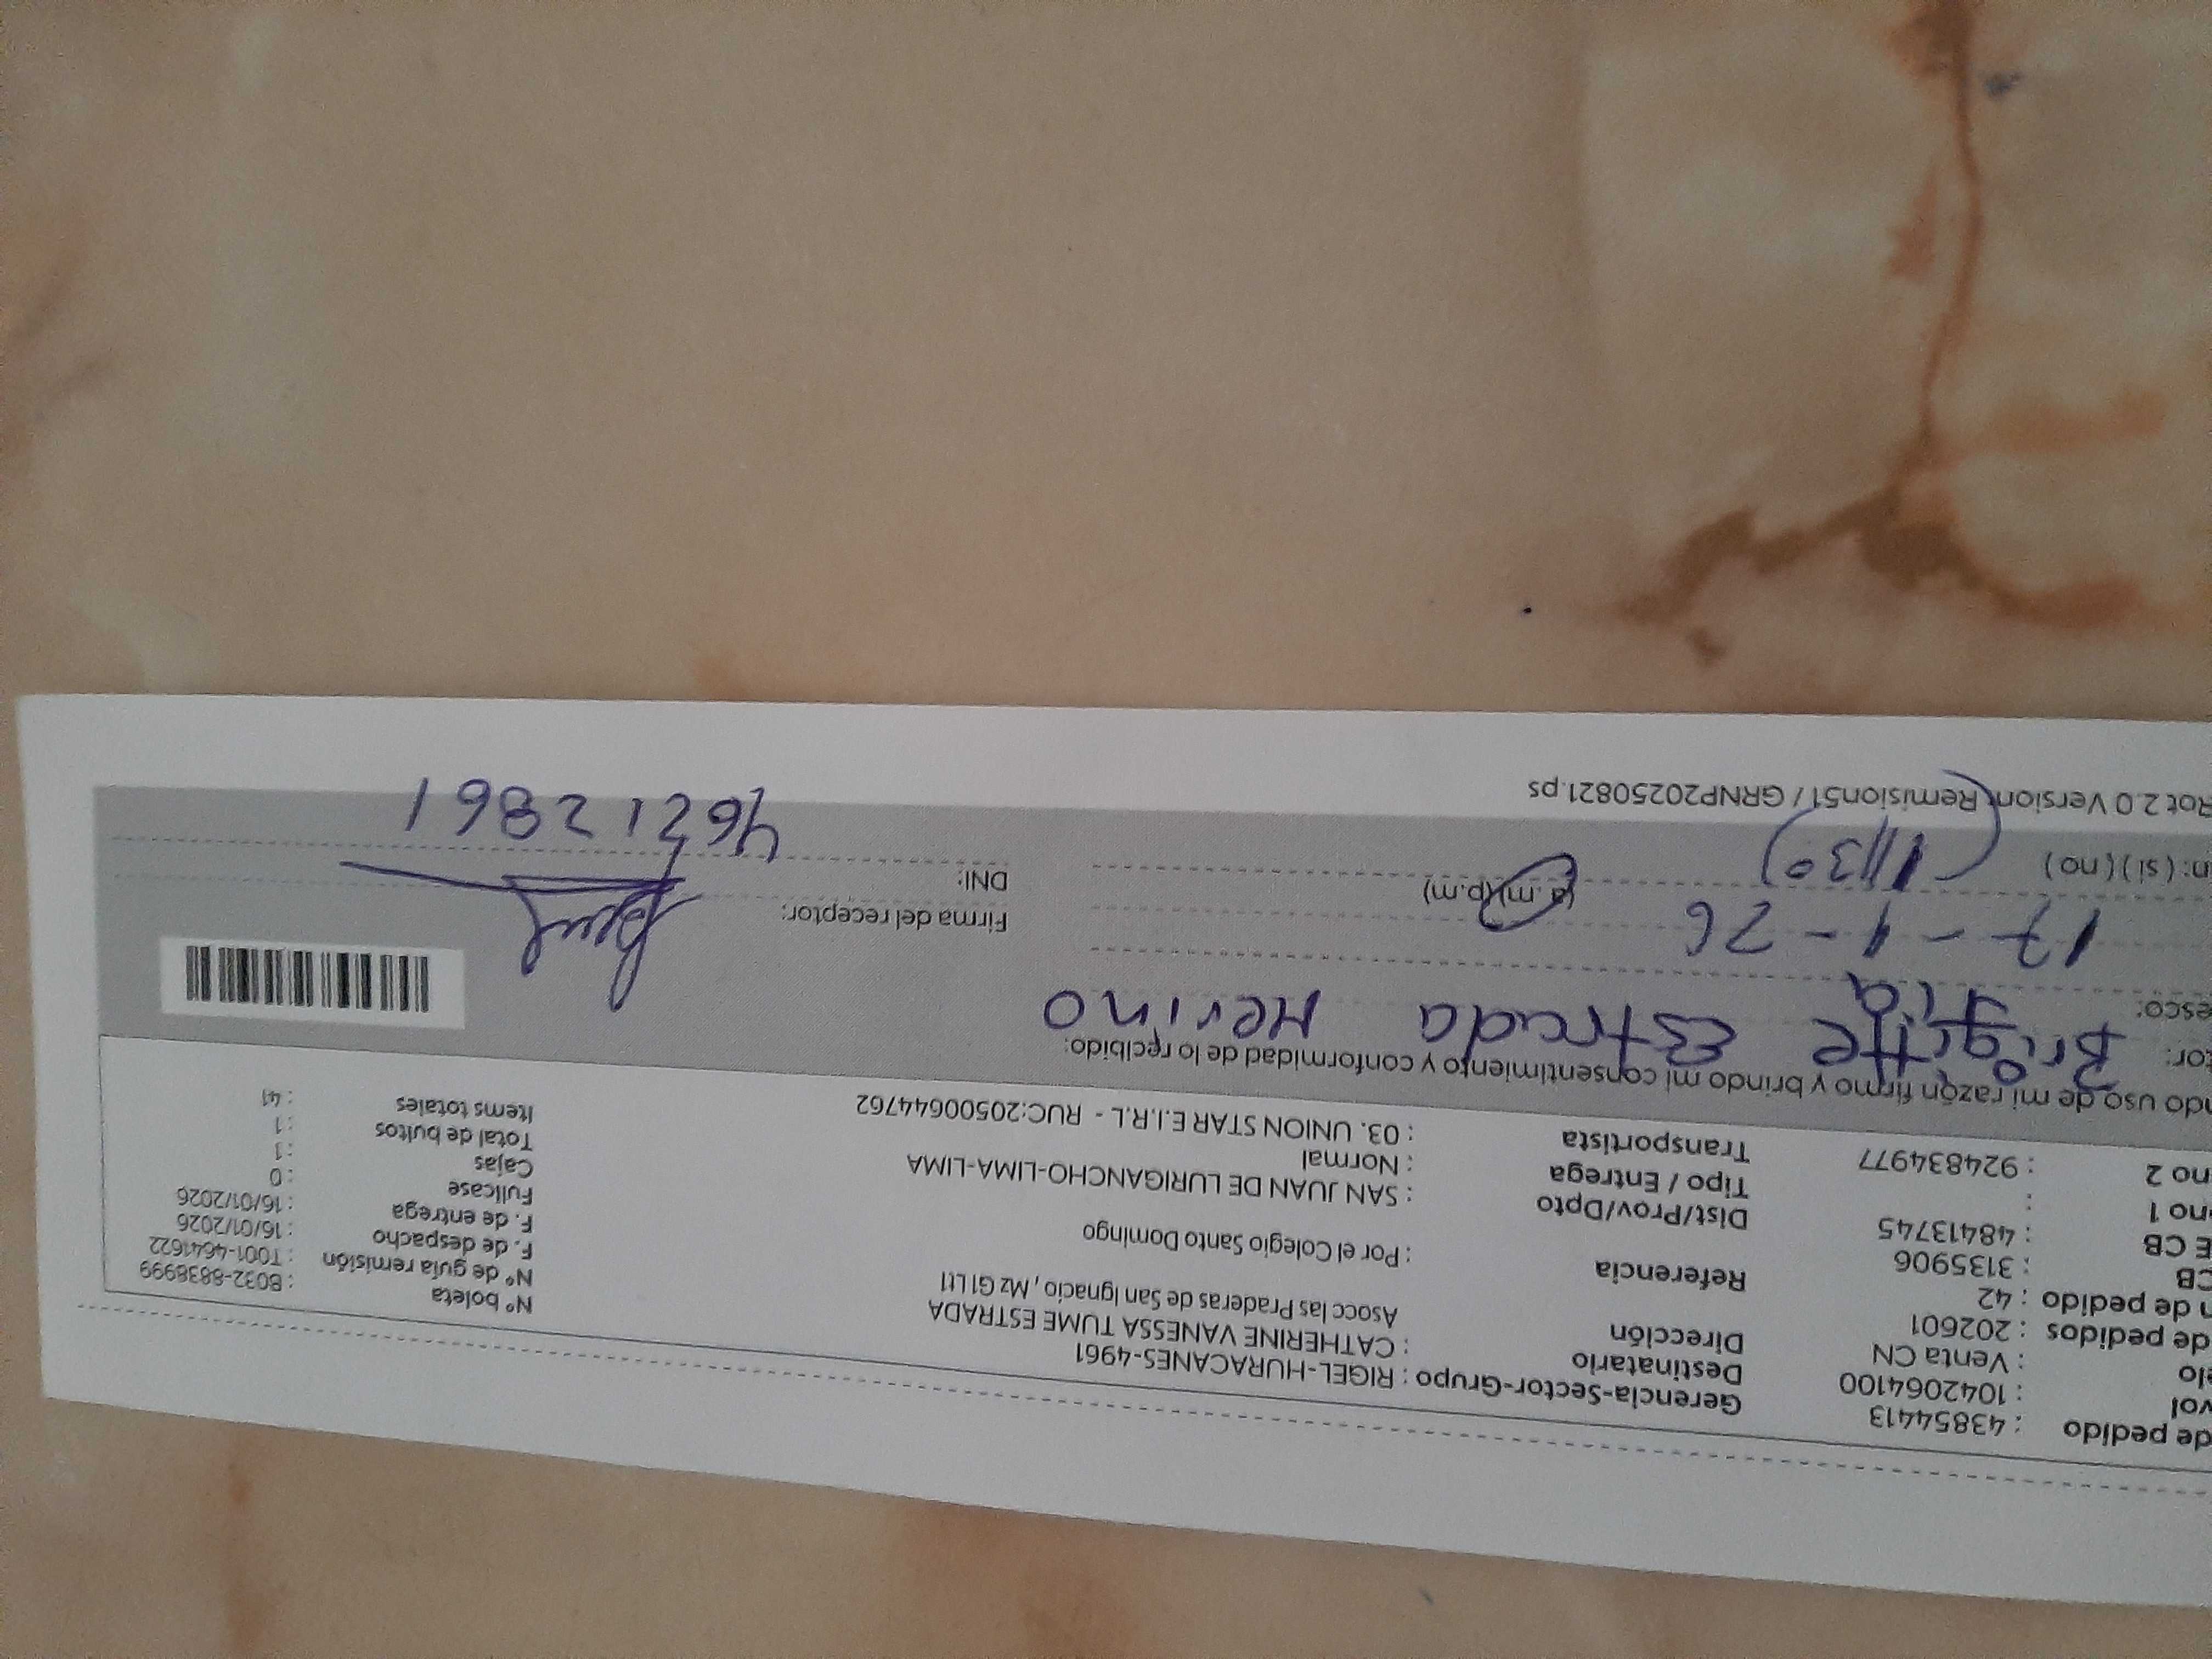 de pedido : 43854413
vol : 1042064100
elo : Venta CN
de pedidos : 202601
n de pedido : 42
CB : 3135906
E CB : 48413745
no 1 :
no 2 : 924834977
Gerencia-Sector-Grupo : RIGEL-HURACANES-4961
Destinatario : CATHERINE VANESSA TUME ESTRADA
Dirección Asocc las Praderas de San Ignacio, Mz G1 Lt1
Referencia : Por el Colegio Santo Domingo
Dist/Prov/Dpto : SAN JUAN DE LURIGANCHO-LIMA-LIMA
Tipo / Entrega : Normal
Transportista : 03. UNION STAR E.I.R.L - RUC:20500644762
N° boleta : B032-8838999
N° de guía remisión : T001-4641622
F. de despacho : 16/01/2026
F. de entrega : 16/01/2026
Fullcase : 0
Cajas : 1
Total de bultos : 1
Items totales : 41
ndo uso de mi razón firmo y brindo mi consentimiento y conformidad de lo recibido:
tor: Brigitte Estrada Merino
esco: Tía
17-1-26
n: (si) (no) (1130) (a.m) (p.m)
Firma del receptor:
DNI: 46212861
Rot 2.0 Version: Remision51 / GRNP20250821.ps